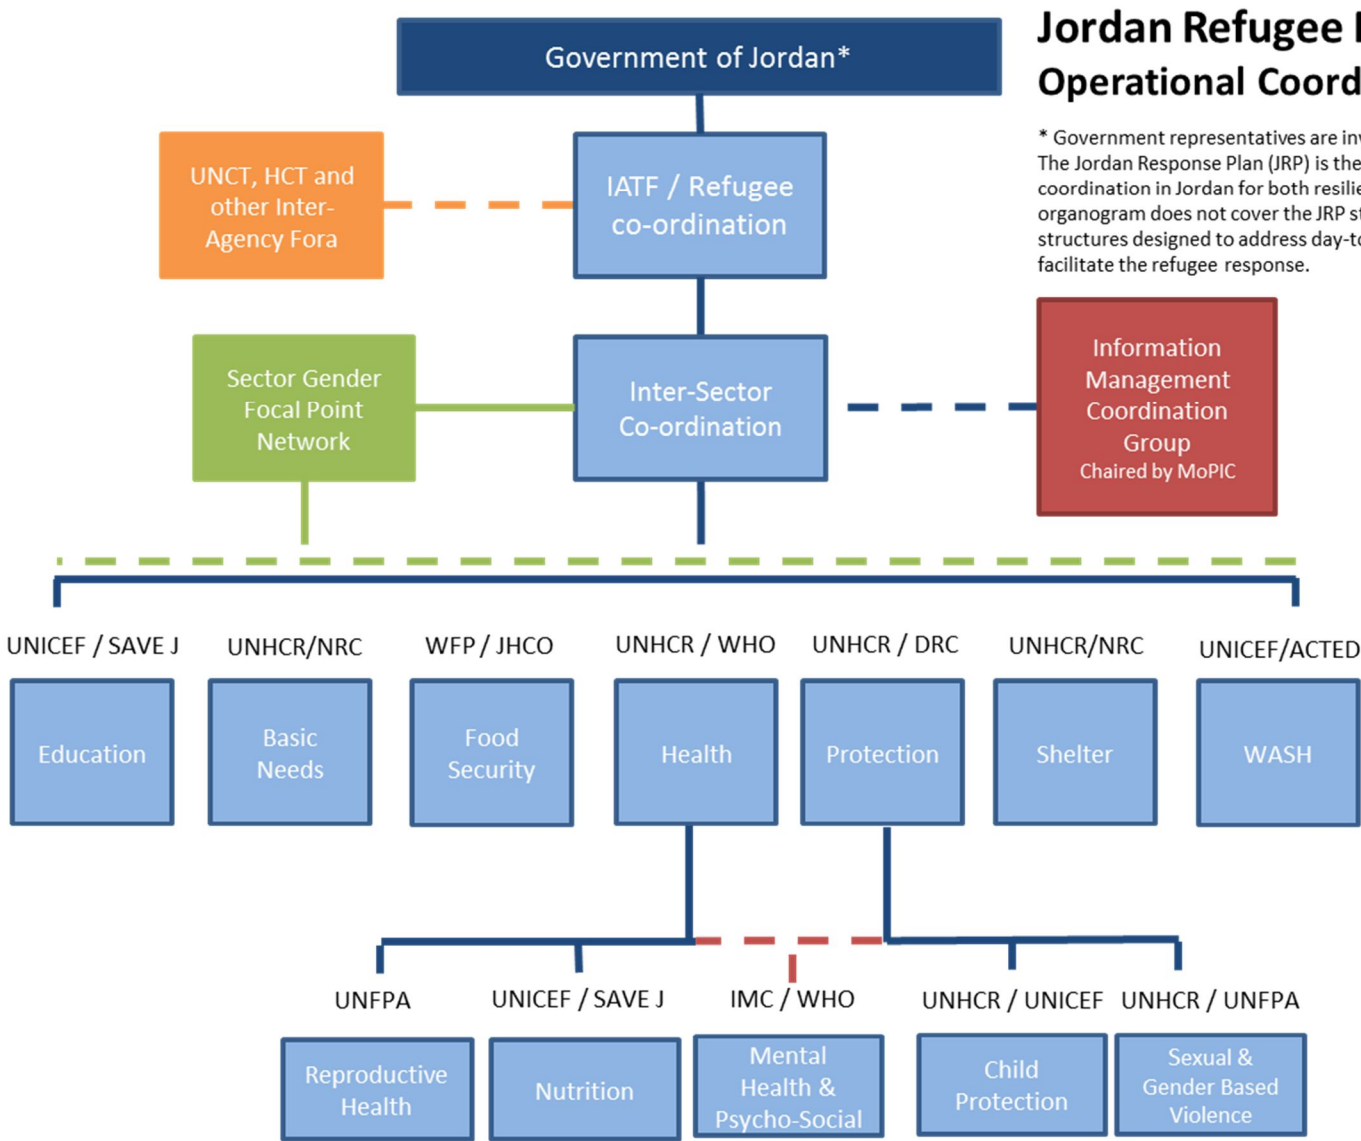 Jordan Refugee
Operational Coord
Government of Jordan*
* Government representatives are inv
The Jordan Response Plan (JRP) is the
coordination in Jordan for both resilie
organogram does not cover the JRP st
structures designed to address day-to
facilitate the refugee response.
UNCT, HCT and
other Inter-
Agency Fora
IATF / Refugee
co-ordination
Sector Gender
Focal Point
Network
Inter-Sector
Co-ordination
Information
Management
Coordination
Group
Chaired by MoPIC
UNICEF / SAVE J
UNHCR/NRC
WFP / JHCO
UNHCR / WHO
UNHCR / DRC
UNHCR/NRC
UNICEF/ACTED
Education
Basic
Needs
Food
Security
Health
Protection
Shelter
WASH
UNFPA
UNICEF / SAVE J
IMC / WHO
UNHCR / UNICEF
UNHCR / UNFPA
Reproductive
Health
Nutrition
Mental
Health &
Psycho-Social
Child
Protection
Sexual &
Gender Based
Violence